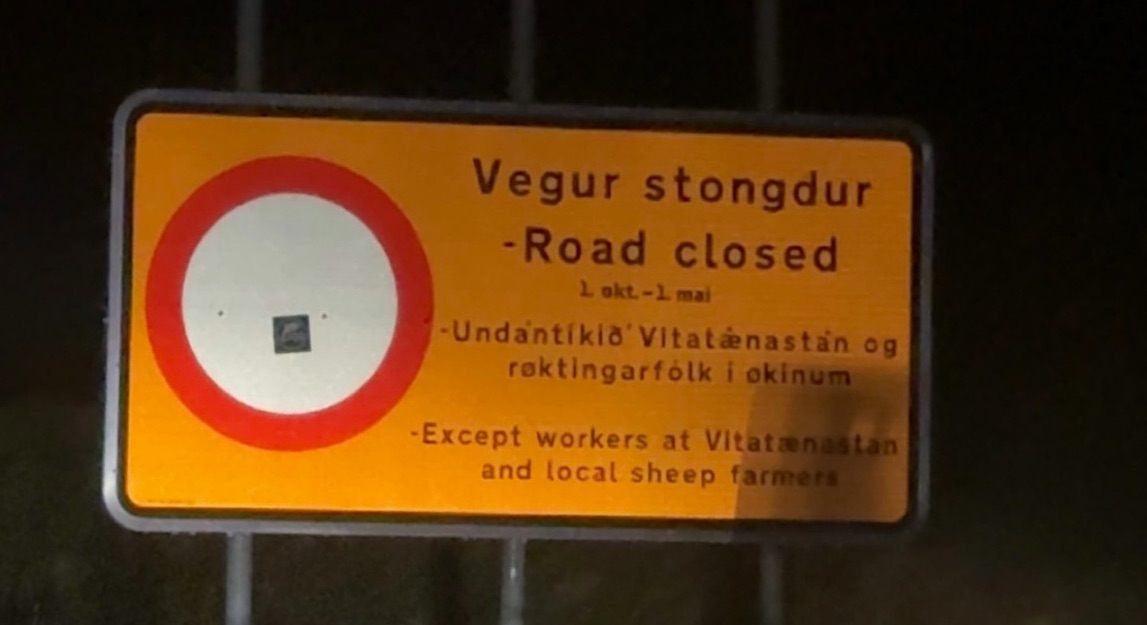 Vegur stongdur
-Road closed
1. okt.-1. mai
-Undantikið Vitatænastan og
røktingarfólk i økinum
-Except workers at Vitatænastan
and local sheep farmers